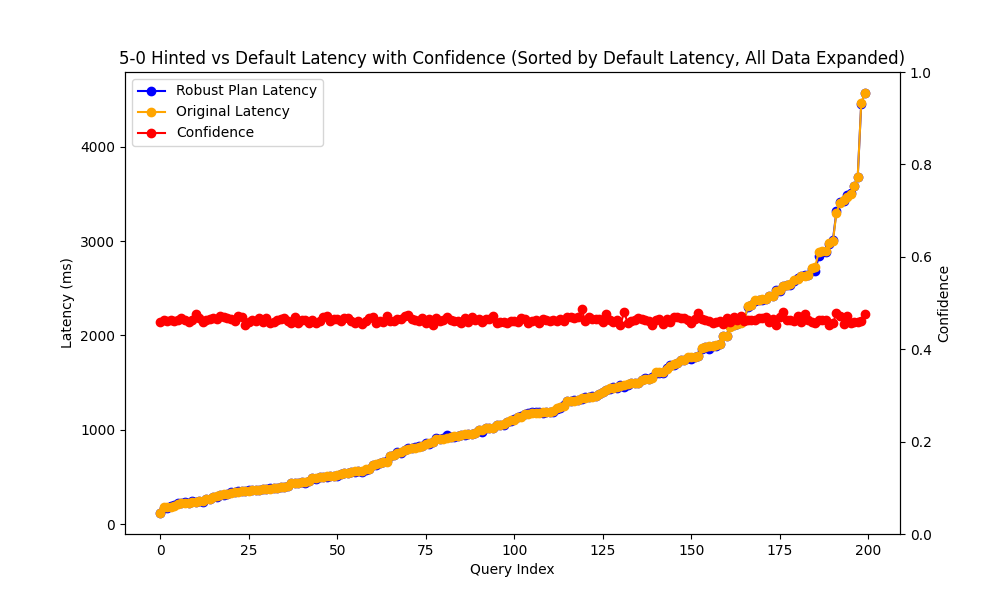 5-0 Hinted vs Default Latency with Confidence (Sorted by Default Latency, All Data Expanded)
Robust Plan Latency
Original Latency
Confidence
Latency (ms)
4000
3000
2000
1000
0
1.0
0.8
0.6
0.4
0.2
0.0
Confidence
0 25 50 75 100 125 150 175 200
Query Index